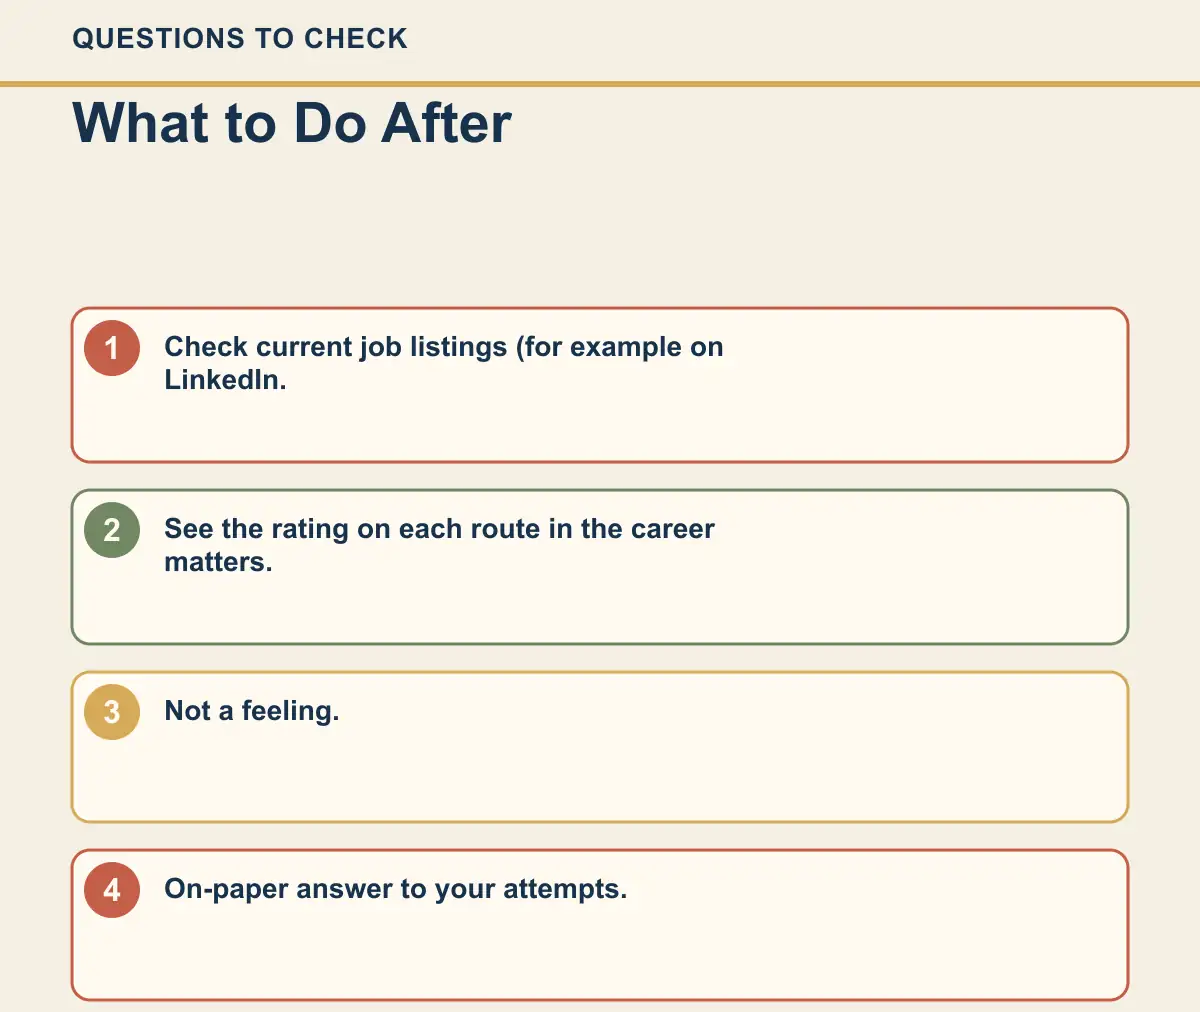 QUESTIONS TO CHECK
What to Do After
1
Check current job listings (for example on
LinkedIn.
2
See the rating on each route in the career
matters.
3
Not a feeling.
4
On-paper answer to your attempts.